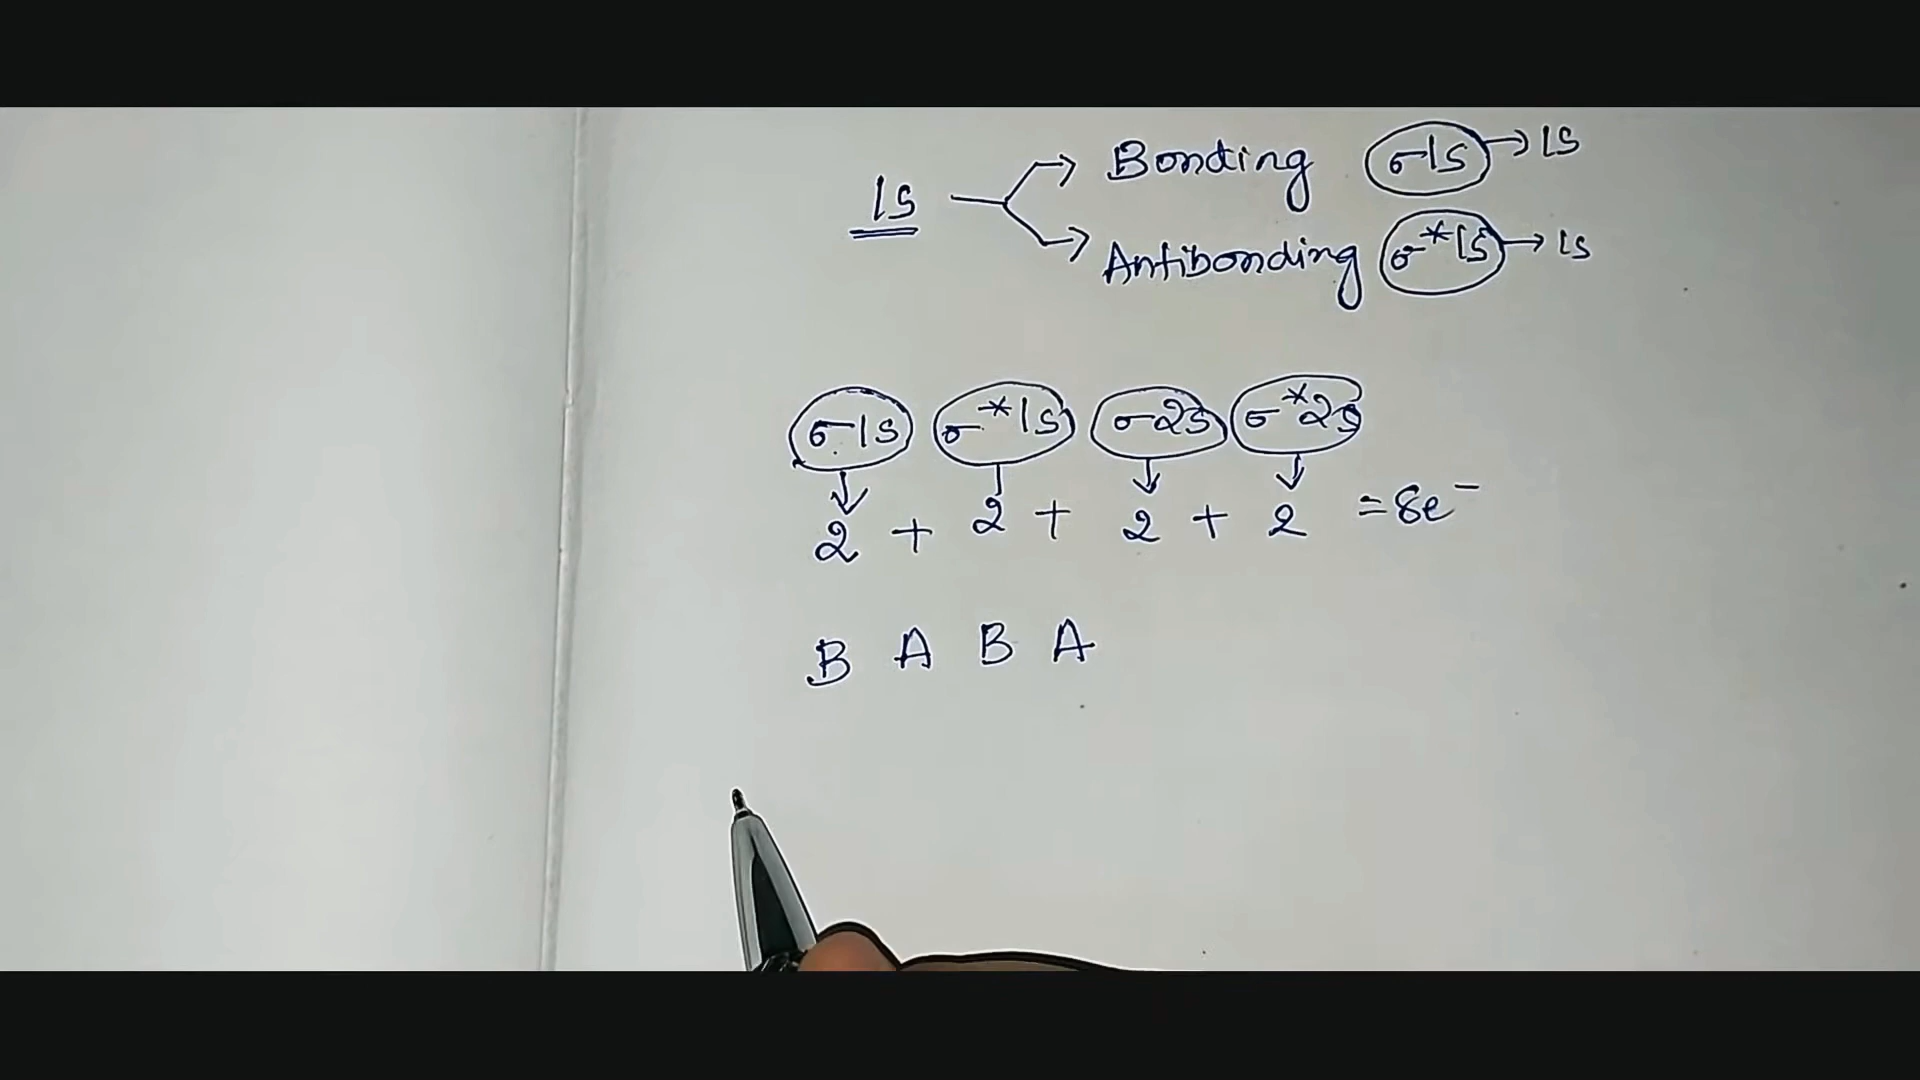 Bonding σ1s → 1s
1s
Antibonding σ*1s → 1s
σ1s σ*1s σ2s σ*2s
2 + 2 + 2 + 2 = 8e⁻
B A B A